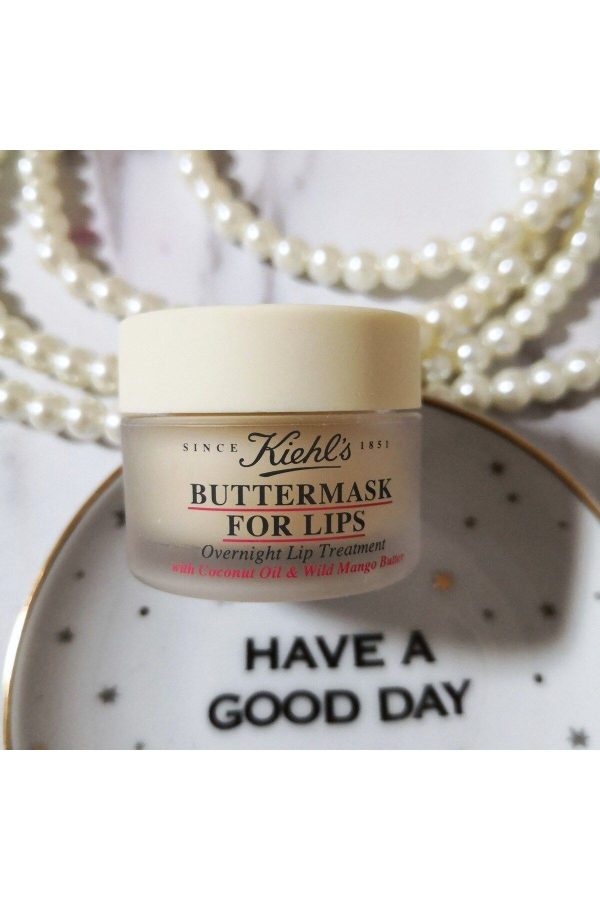 SINCE Kiehl's 1851
BUTTERMASK
FOR LIPS
Overnight Lip Treatment
with Coconut Oil & Wild Mango Butter
HAVE A
GOOD DAY